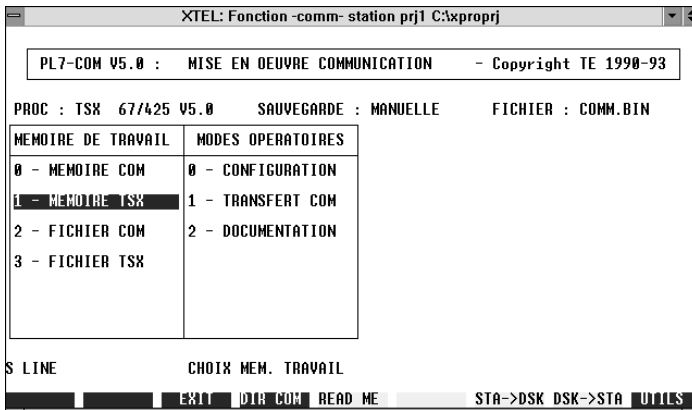 XTEL: Fonction -comm- station prj1 C:\xproprj
PL7-COM V5.0 : MISE EN OEUVRE COMMUNICATION - Copyright TE 1990-93
PROC : TSX 67/425 V5.0 SAUVEGARDE : MANUELLE FICHIER : COMM.BIN
MEMOIRE DE TRAVAIL MODES OPERATOIRES
0 - MEMOIRE COM 0 - CONFIGURATION
1 - MEMOIRE TSX 1 - TRANSFERT COM
2 - FICHIER COM 2 - DOCUMENTATION
3 - FICHIER TSX
S LINE CHOIX MEM. TRAVAIL
EXIT DIR COM READ ME STA->DSK DSK->STA UTILS